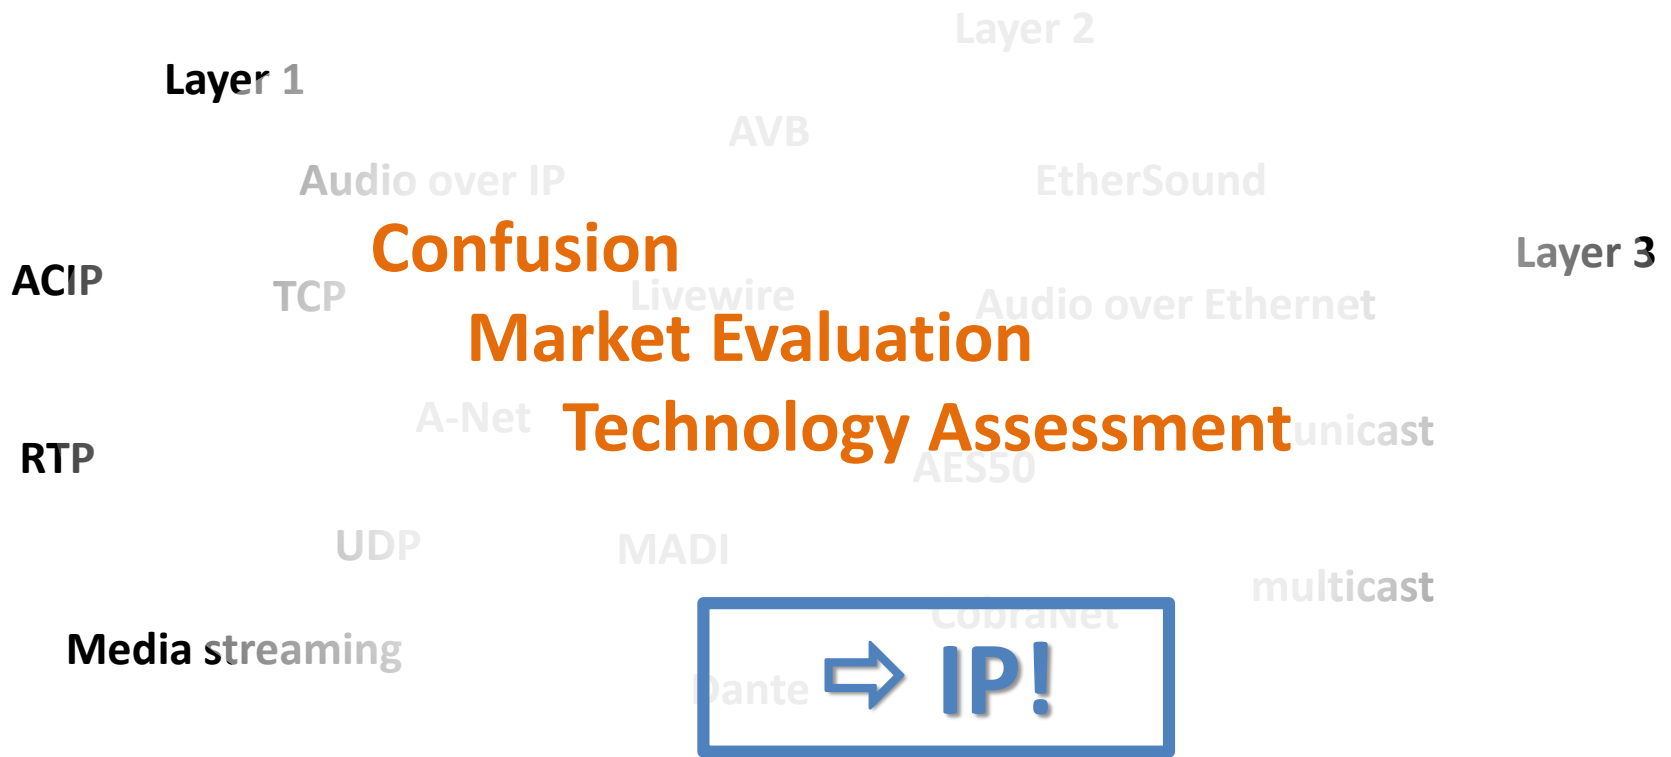 Layer 2
Layer 1
AVB
Audio over IP
EtherSound
Confusion
Layer 3
ACIP
TCP
Livewire
Audio over Ethernet
Market Evaluation
A-Net
Technology Assessment
unicast
RTP
AES50
UDP
MADI
multicast
CobraNet
Media streaming
⇨ IP!
Dante